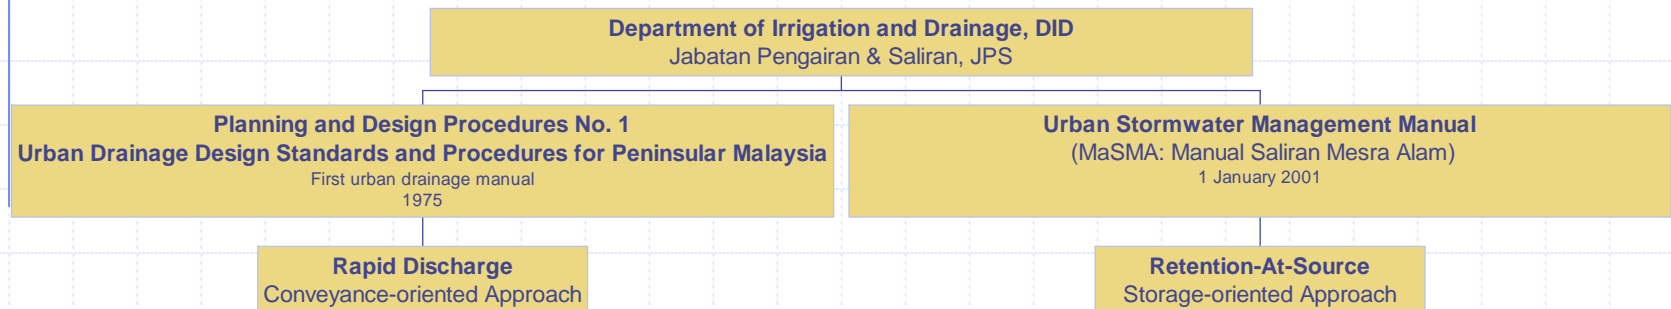 Department of Irrigation and Drainage, DID
Jabatan Pengairan & Saliran, JPS
Planning and Design Procedures No. 1
Urban Drainage Design Standards and Procedures for Peninsular Malaysia
First urban drainage manual
1975
Urban Stormwater Management Manual
(MaSMA: Manual Saliran Mesra Alam)
1 January 2001
Rapid Discharge
Conveyance-oriented Approach
Retention-At-Source
Storage-oriented Approach